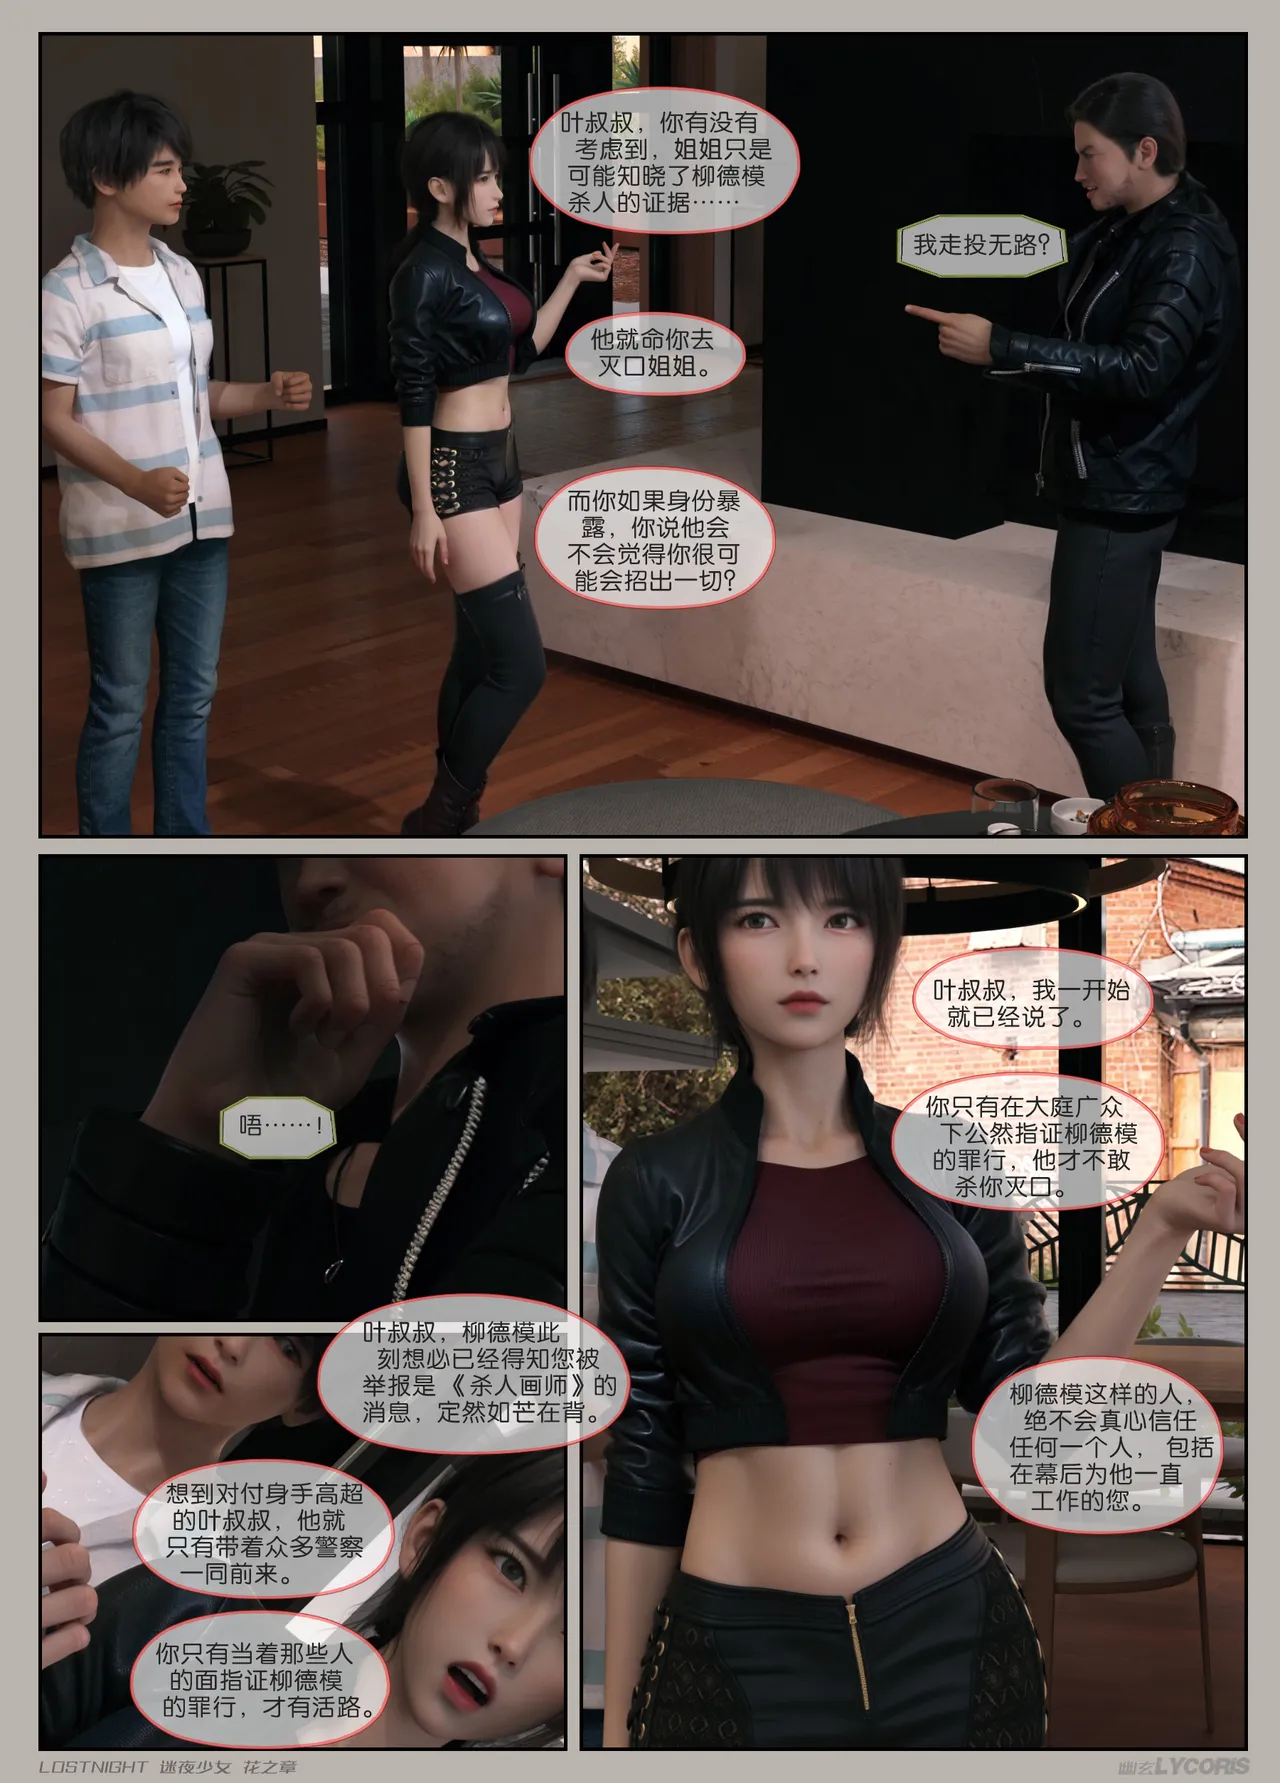 叶叔叔，你有没有
考虑到，姐姐只是
可能知晓了柳德模
杀人的证据……
我走投无路？
他就命你去
灭口姐姐。
而你如果身份暴
露，你说他会
不会觉得你很可
能会招出一切？
唔……！
叶叔叔，我一开始
就已经说了。
你只有在大庭广众
下公然指证柳德模
的罪行，他才不敢
杀你灭口。
柳德模这样的人，
绝不会真心信任
任何一个人，包括
在幕后为他一直
工作的您。
叶叔叔，柳德模此
刻想必已经得知您被
举报是《杀人画师》的
消息，定然如芒在背。
想到对付身手高超
的叶叔叔，他就
只有带着众多警察
一同前来。
你只有当着那些人
的面指证柳德模
的罪行，才有活路。
LOSTNIGHT 迷夜少女 花之章
幽玄LYCORIS